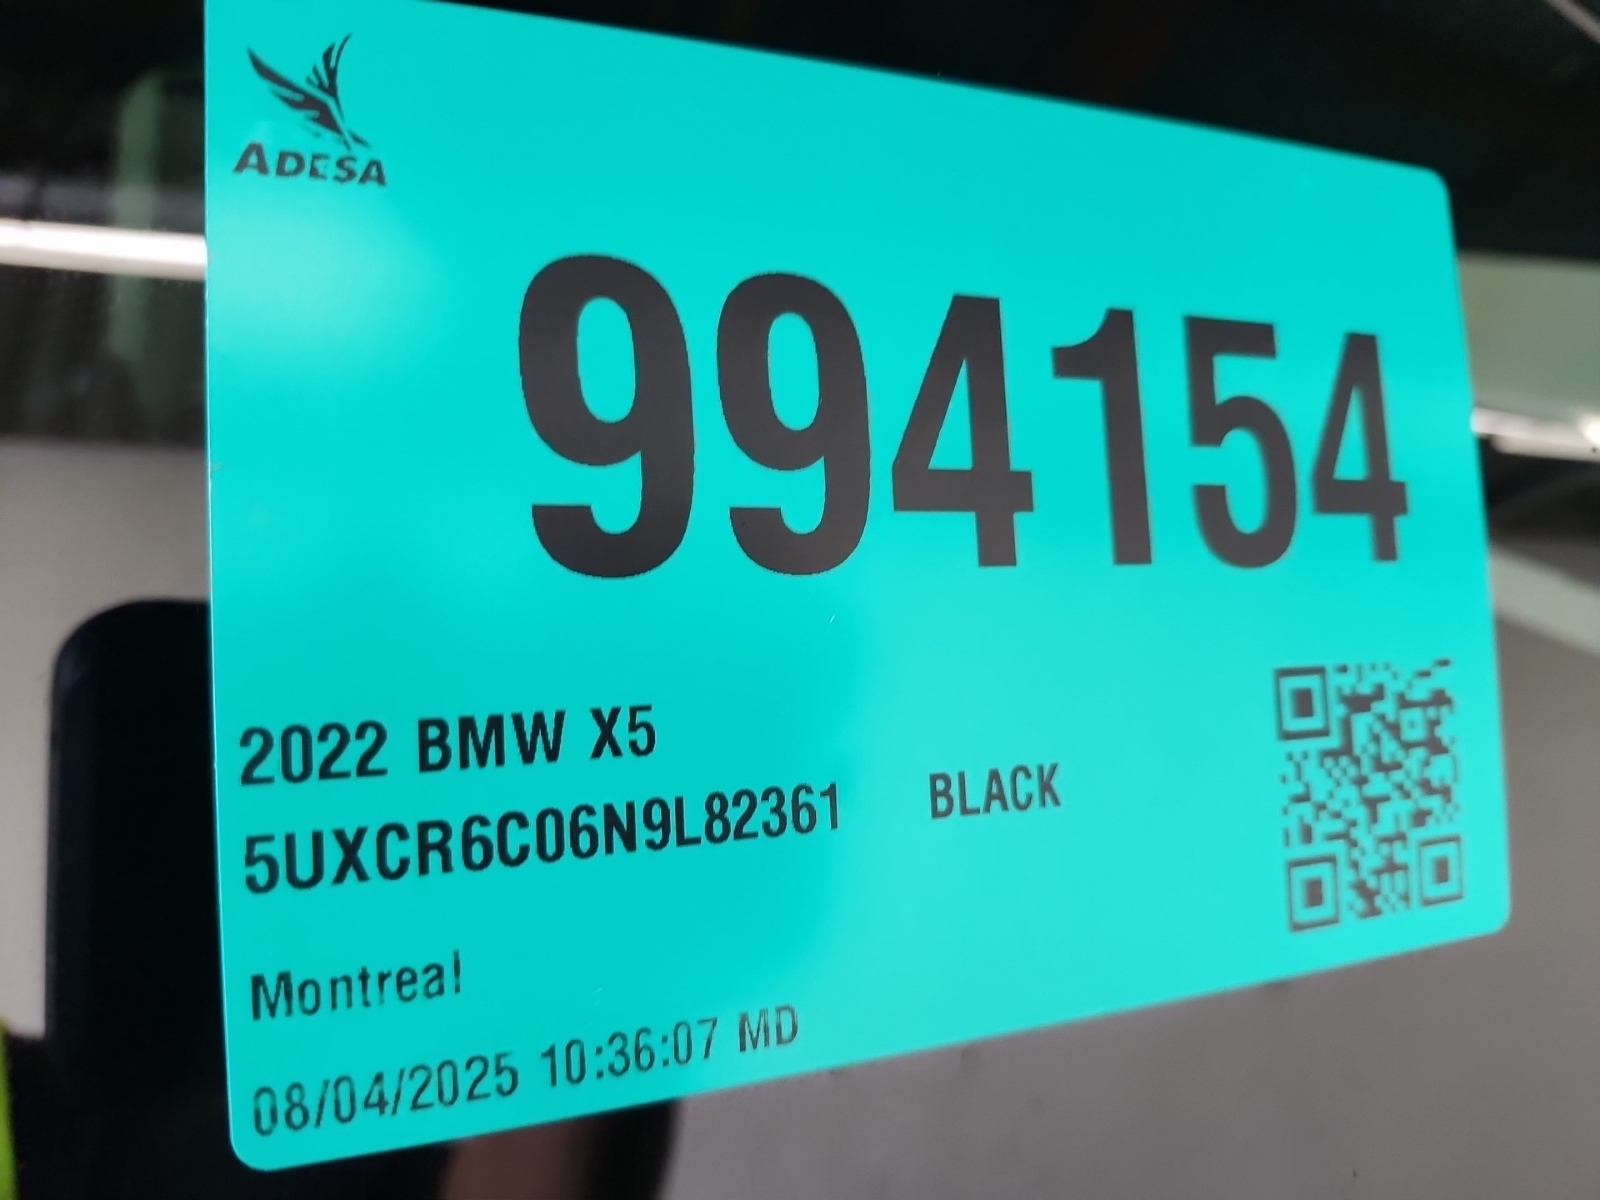 ADESA
994154
2022 BMW X5
5UXCR6C06N9L82361 BLACK
Montreal
08/04/2025 10:36:07 MD